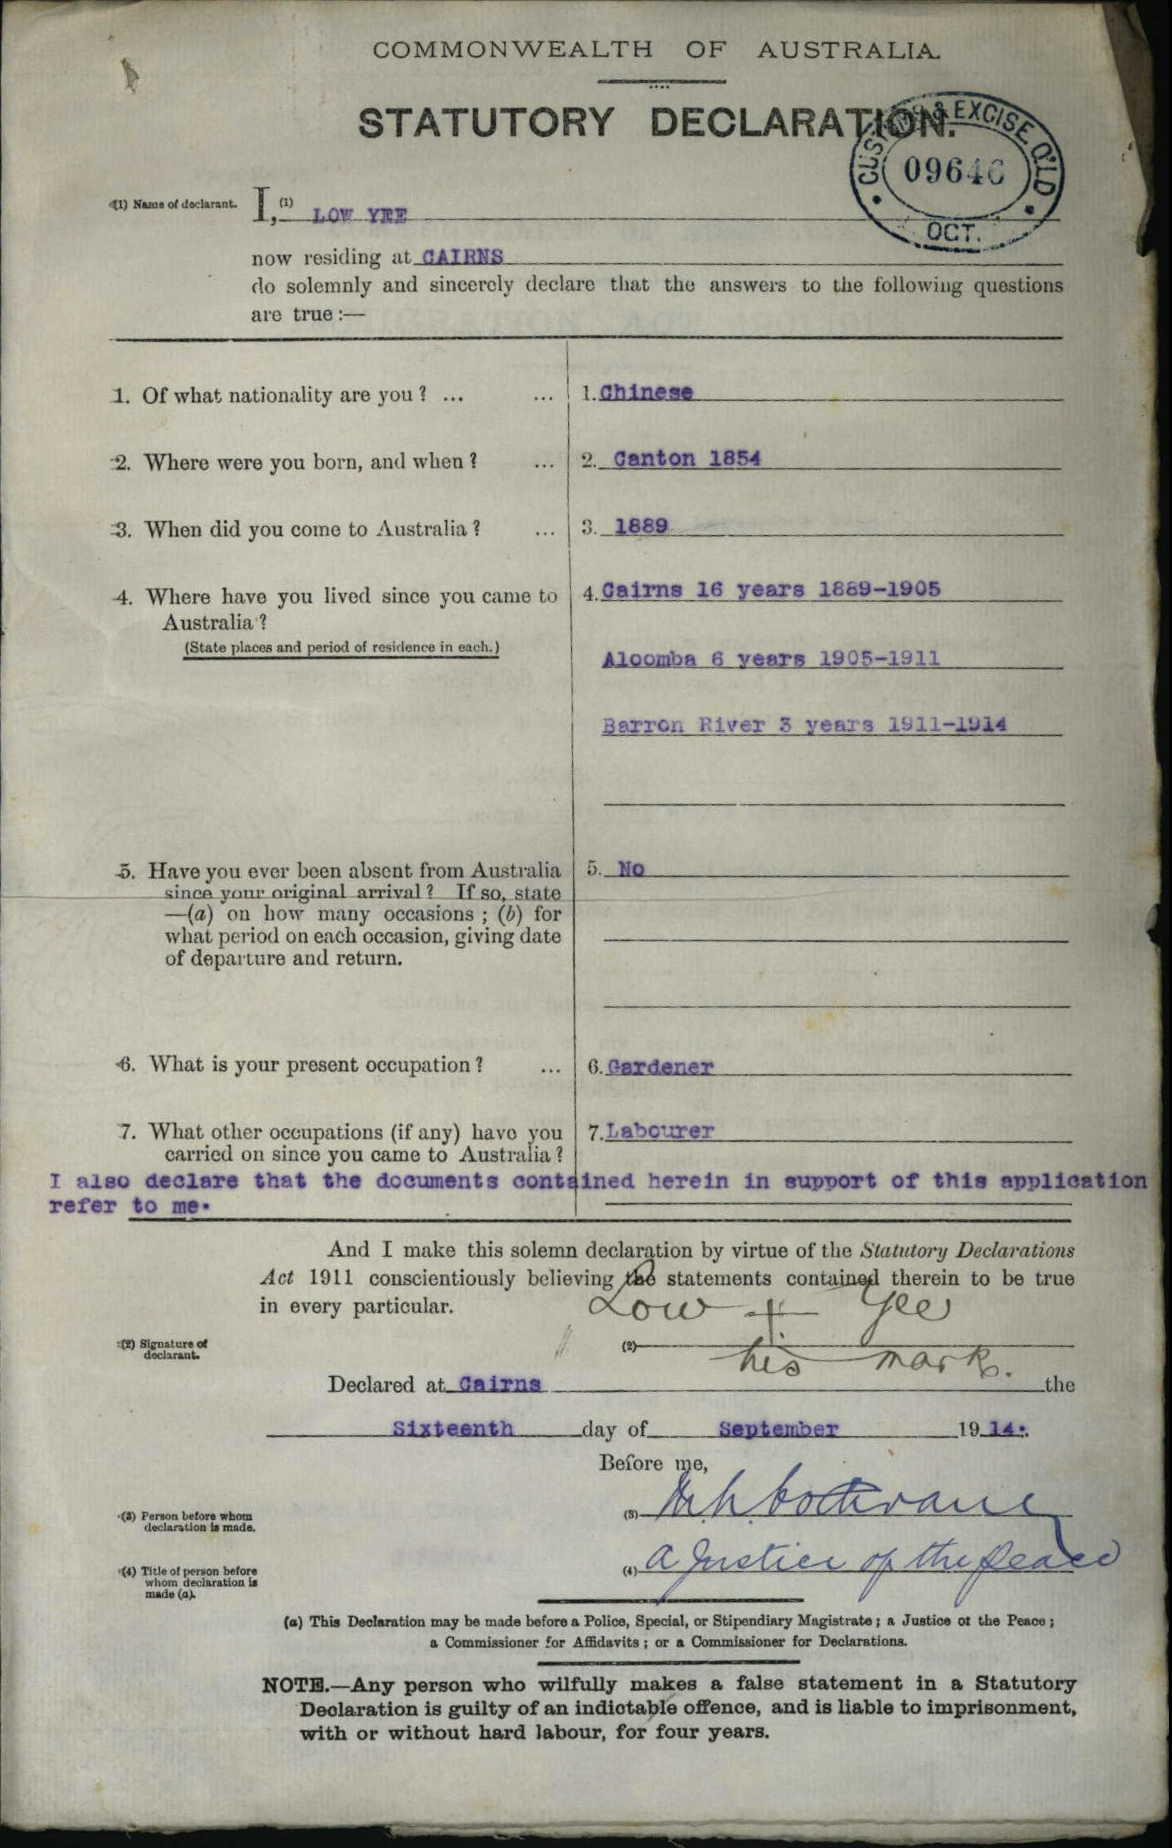 COMMONWEALTH OF AUSTRALIA.
STATUTORY DECLARATION.
CUSTOMS & EXCISE Q'LD
09646
OCT.
(1) Name of declarant. I,(1) LOW YEE
now residing at CAIRNS
do solemnly and sincerely declare that the answers to the following questions
are true :—
1. Of what nationality are you ? ... ... 1. Chinese
2. Where were you born, and when ? ... 2. Canton 1854
3. When did you come to Australia ? ... 3. 1889
4. Where have you lived since you came to 4. Cairns 16 years 1889-1905
Australia ?
(State places and period of residence in each.)
Aloomba 6 years 1905-1911
Barron River 3 years 1911-1914
5. Have you ever been absent from Australia 5. No
since your original arrival ? If so, state
—(a) on how many occasions ; (b) for
what period on each occasion, giving date
of departure and return.
6. What is your present occupation ? ... 6. Gardener
7. What other occupations (if any) have you 7. Labourer
carried on since you came to Australia ?
I also declare that the documents contained herein in support of this application
refer to me.
And I make this solemn declaration by virtue of the Statutory Declarations
Act 1911 conscientiously believing the statements contained therein to be true
in every particular.
Low + Yee
(2) Signature of declarant. (2)
his mark.
Declared at Cairns the
Sixteenth day of September 19 14.
Before me,
(3) Person before whom declaration is made. (3) Cochrane
(4) Title of person before whom declaration is made (a). (4) A Justice of the Peace
(a) This Declaration may be made before a Police, Special, or Stipendiary Magistrate ; a Justice of the Peace ;
a Commissioner for Affidavits ; or a Commissioner for Declarations.
NOTE.—Any person who wilfully makes a false statement in a Statutory
Declaration is guilty of an indictable offence, and is liable to imprisonment,
with or without hard labour, for four years.